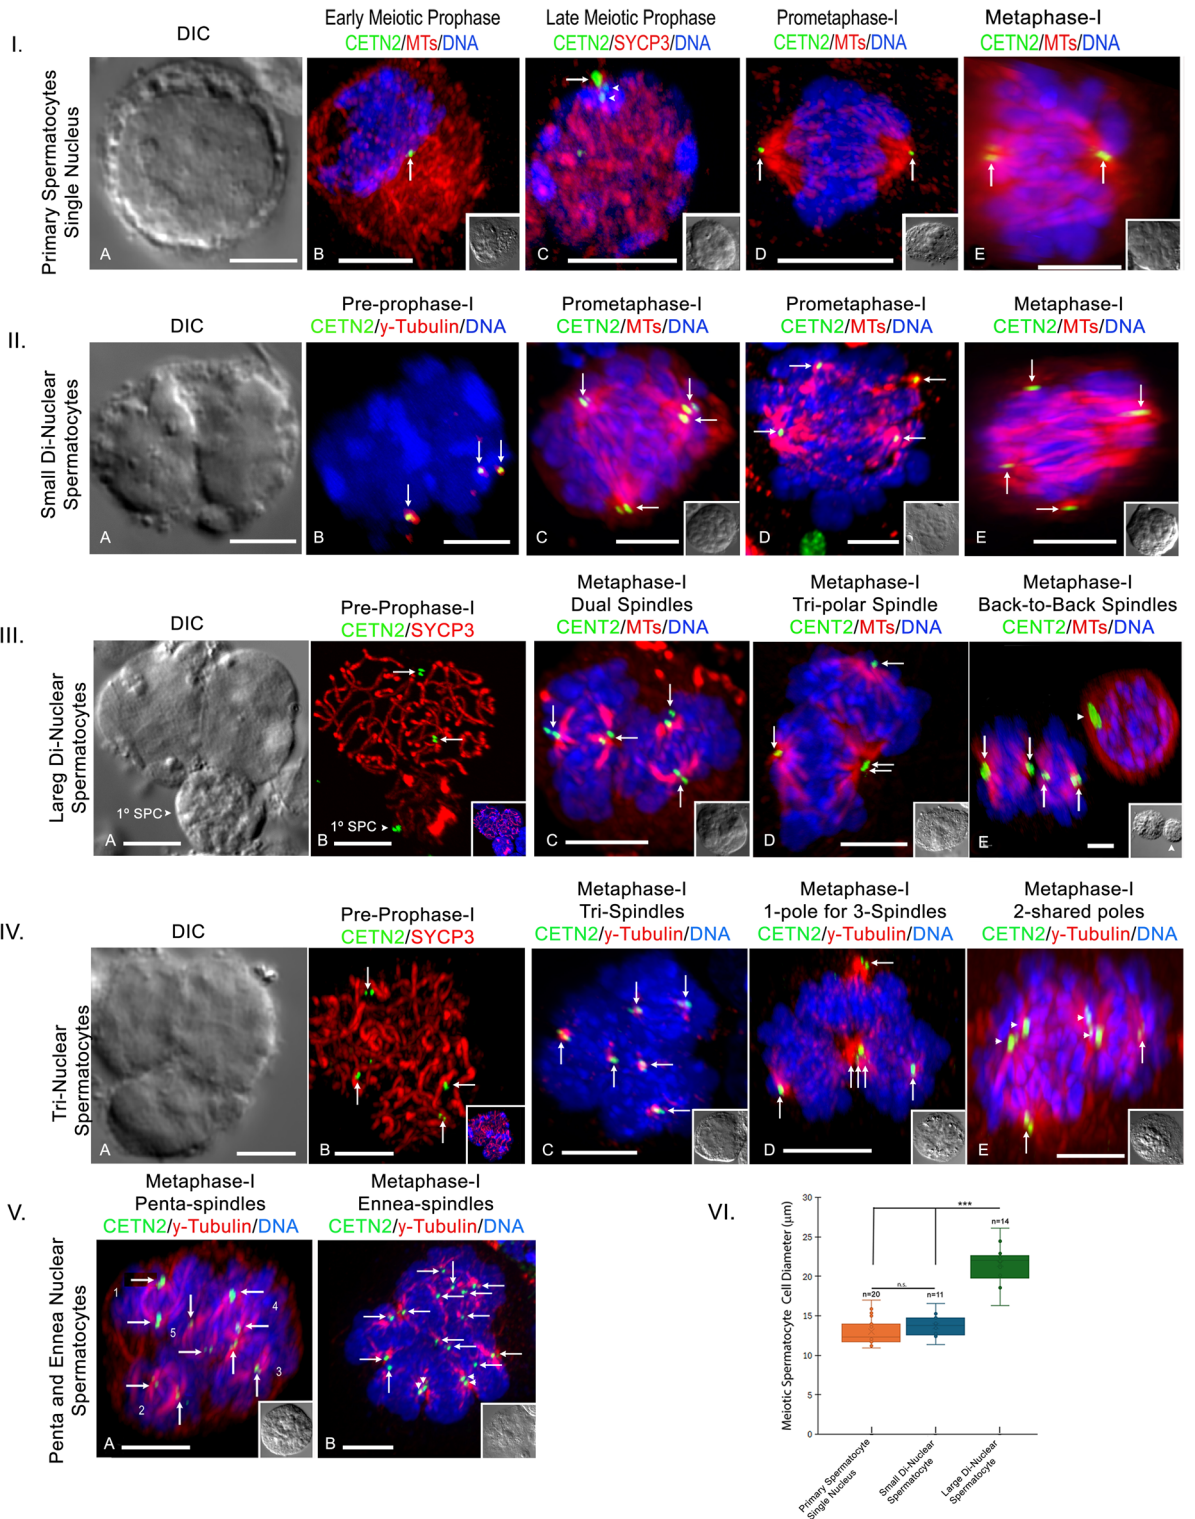 I.
Primary Spermatocytes
Single Nucleus
DIC
A
Early Meiotic Prophase
CETN2/MTs/DNA
B
Late Meiotic Prophase
CETN2/SYCP3/DNA
C
Prometaphase-I
CETN2/MTs/DNA
D
Metaphase-I
CETN2/MTs/DNA
E
II.
Small Di-Nuclear
Spermatocytes
DIC
A
Pre-prophase-I
CETN2/y-Tubulin/DNA
B
Prometaphase-I
CETN2/MTs/DNA
C
Prometaphase-I
CETN2/MTs/DNA
D
Metaphase-I
CETN2/MTs/DNA
E
III.
Lareg Di-Nuclear
Spermatocytes
DIC
1º SPC
A
Pre-Prophase-I
CETN2/SYCP3
1º SPC
B
Metaphase-I
Dual Spindles
CENT2/MTs/DNA
C
Metaphase-I
Tri-polar Spindle
CENT2/MTs/DNA
D
Metaphase-I
Back-to-Back Spindles
CENT2/MTs/DNA
E
IV.
Tri-Nuclear
Spermatocytes
DIC
A
Pre-Prophase-I
CETN2/SYCP3
B
Metaphase-I
Tri-Spindles
CETN2/y-Tubulin/DNA
C
Metaphase-I
1-pole for 3-Spindles
CETN2/y-Tubulin/DNA
D
Metaphase-I
2-shared poles
CETN2/y-Tubulin/DNA
E
V.
Penta and Ennea Nuclear
Spermatocytes
Metaphase-I
Penta-spindles
CETN2/y-Tubulin/DNA
1
4
5
3
2
A
Metaphase-I
Ennea-spindles
CETN2/y-Tubulin/DNA
B
VI.
Meiotic Spermatocyte Cell Diameter (μm)
30
25
20
15
10
5
0
***
n=14
n.s.
n=20
n=11
Primary Spermatocyte
Single Nucleus
Small Di-Nuclear
Spermatocyte
Large Di-Nuclear
Spermatocyte